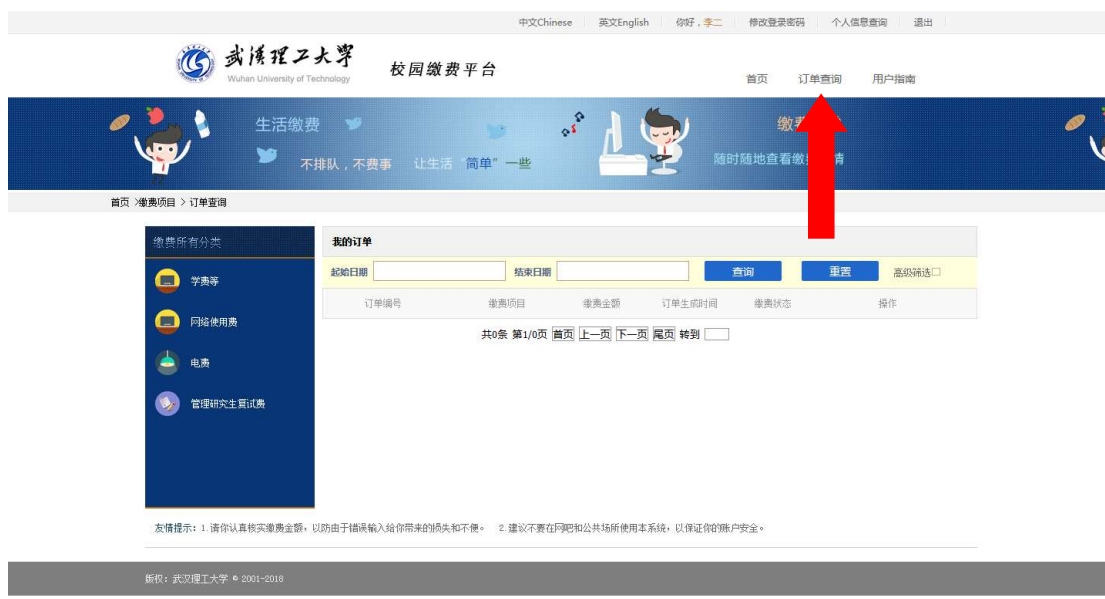 中文Chinese 英文English 你好，李二 修改登录密码 个人信息查询 退出
武汉理工大学
Wuhan University of Technology
校园缴费平台
首页 订单查询 用户指南
生活缴费
不排队，不费事 让生活“简单”一些
缴费
随时随地查看缴 情
首页 >缴费项目 > 订单查询
缴费所有分类
学费等
网络使用费
电费
管理研究生复试费
我的订单
起始日期 结束日期 查询 重置 高级筛选
订单编号 缴费项目 缴费金额 订单生成时间 缴费状态 操作
共0条 第1/0页 首页 上一页 下一页 尾页 转到
友情提示：1.请你认真核实缴费金额，以防由于错误输入给你带来的损失和不便。 2.建议不要在网吧和公共场所使用本系统，以保证你的账户安全。
版权：武汉理工大学 © 2001-2018